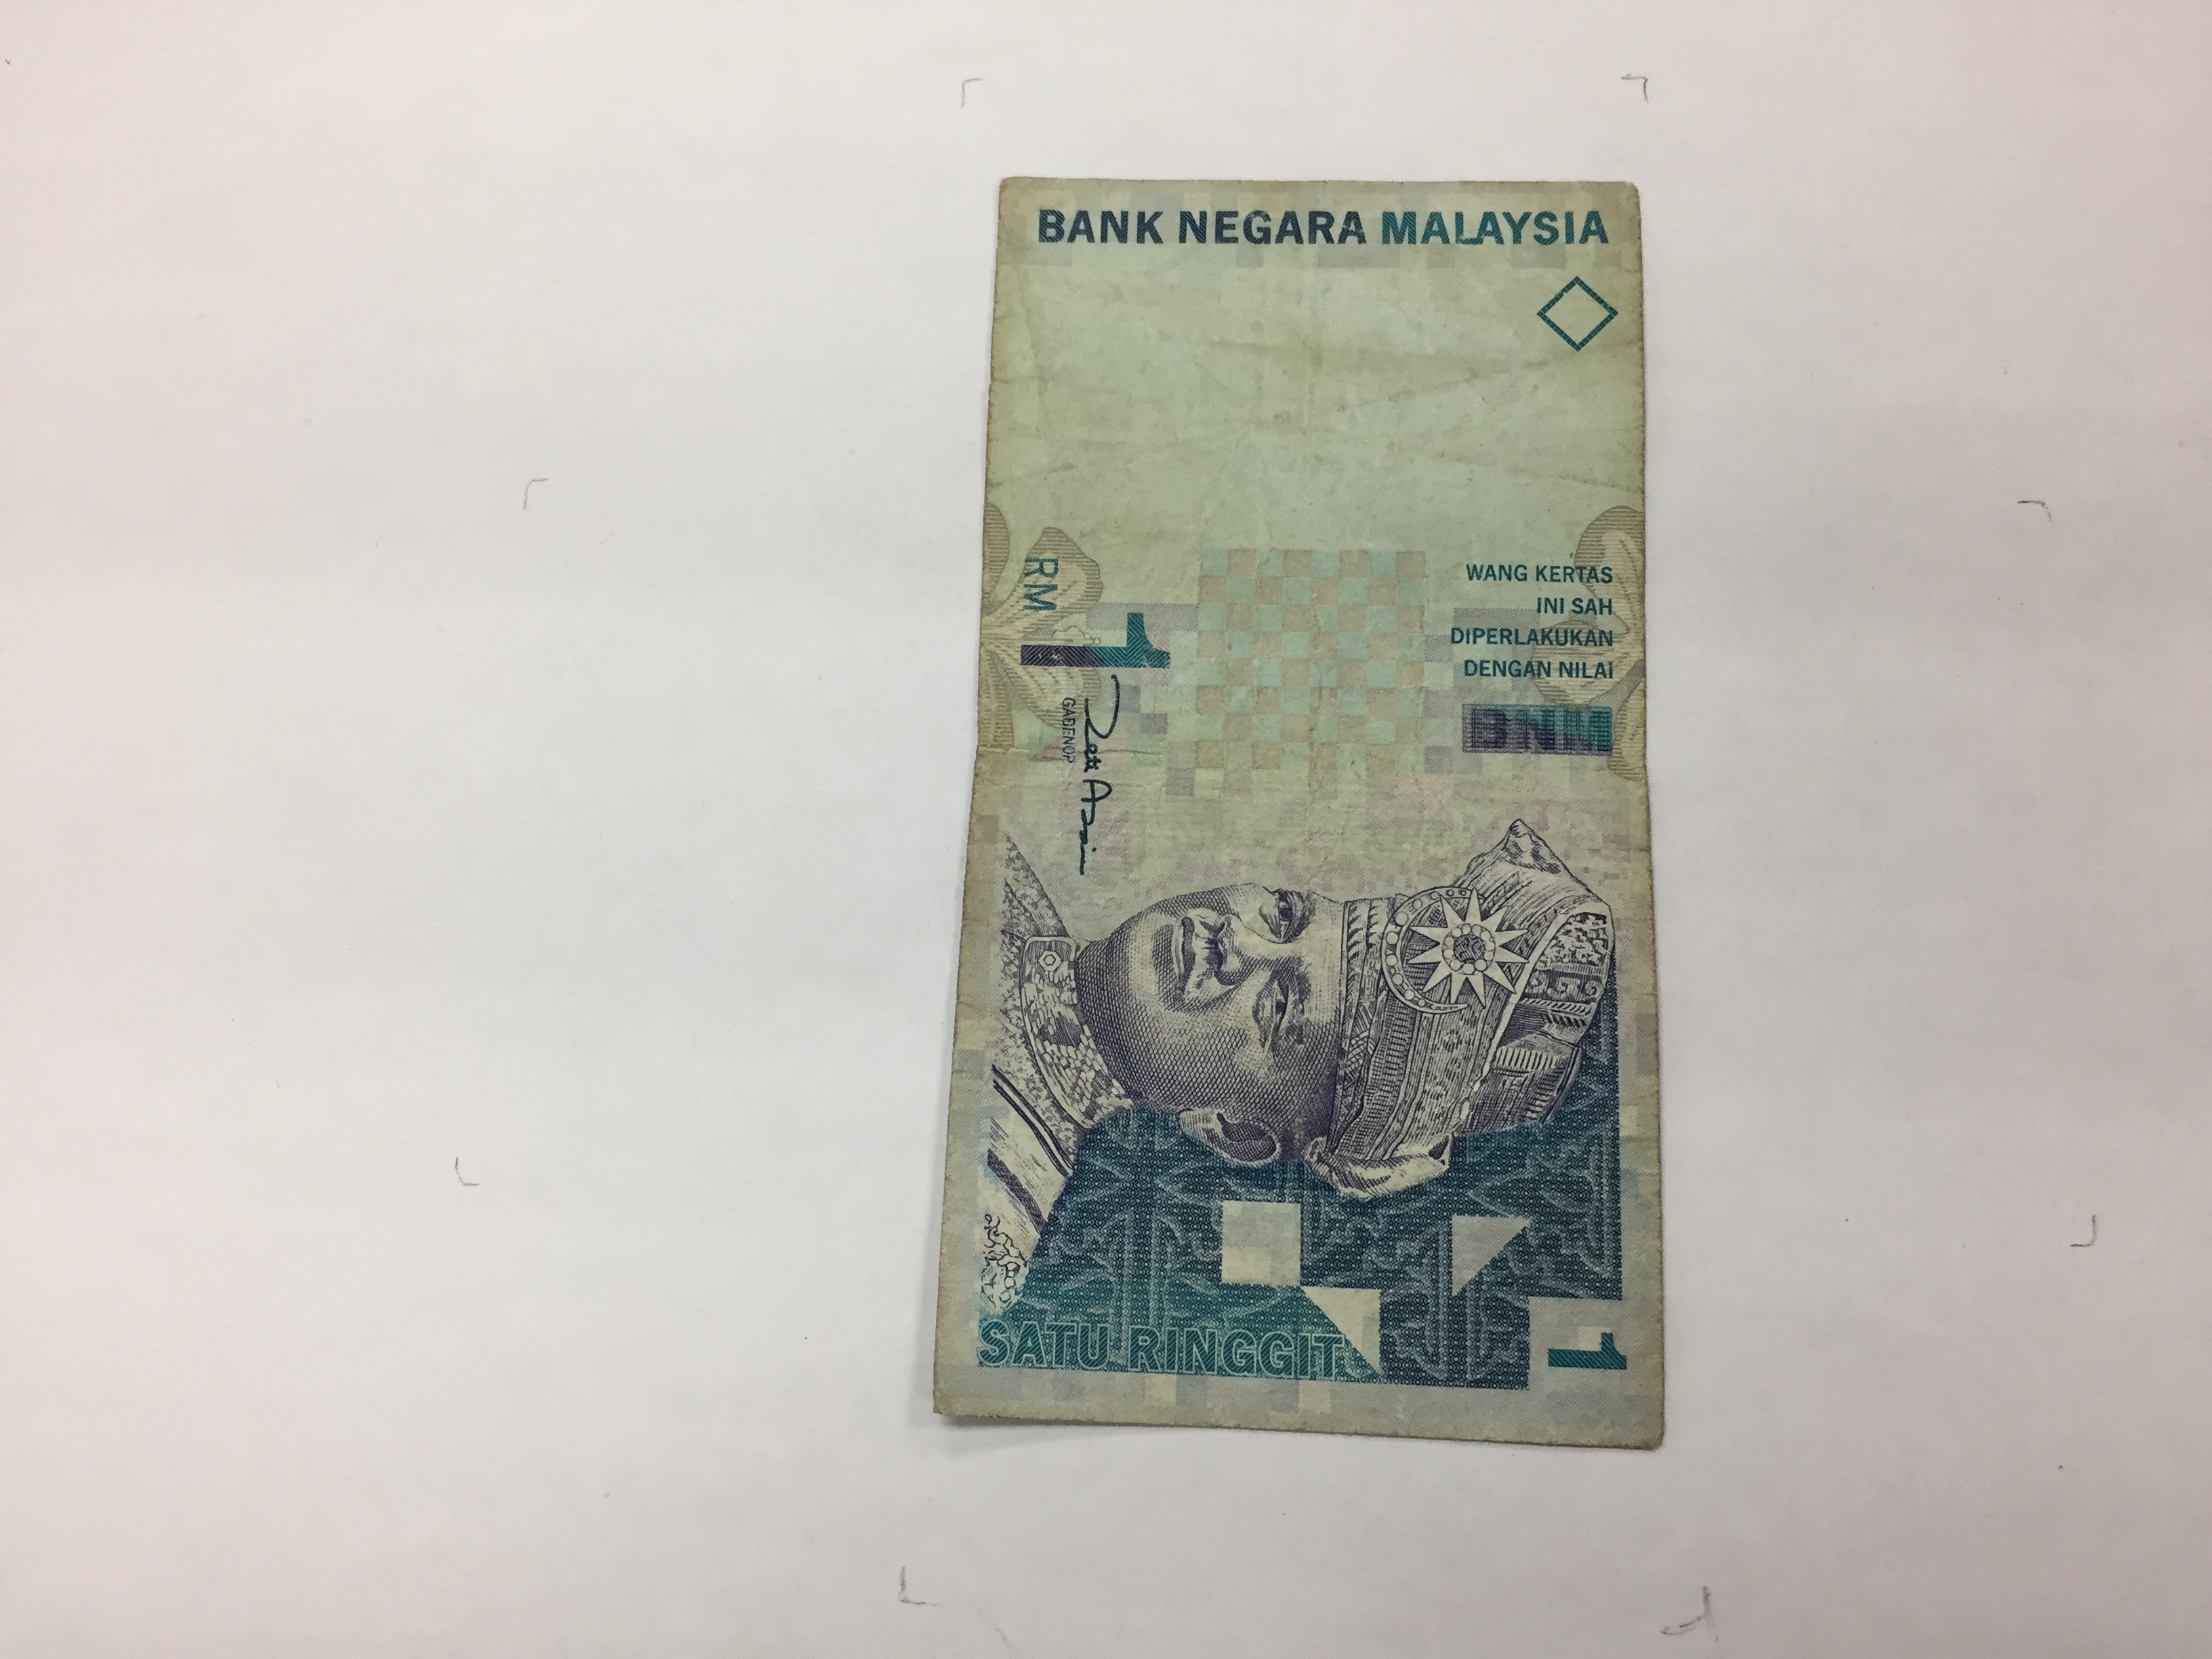 BANK NEGARA MALAYSIA
WANG KERTAS
INI SAH
DIPERLAKUKAN
DENGAN NILAI
BNM
RM
1
GABENOR
SATU RINGGIT
1